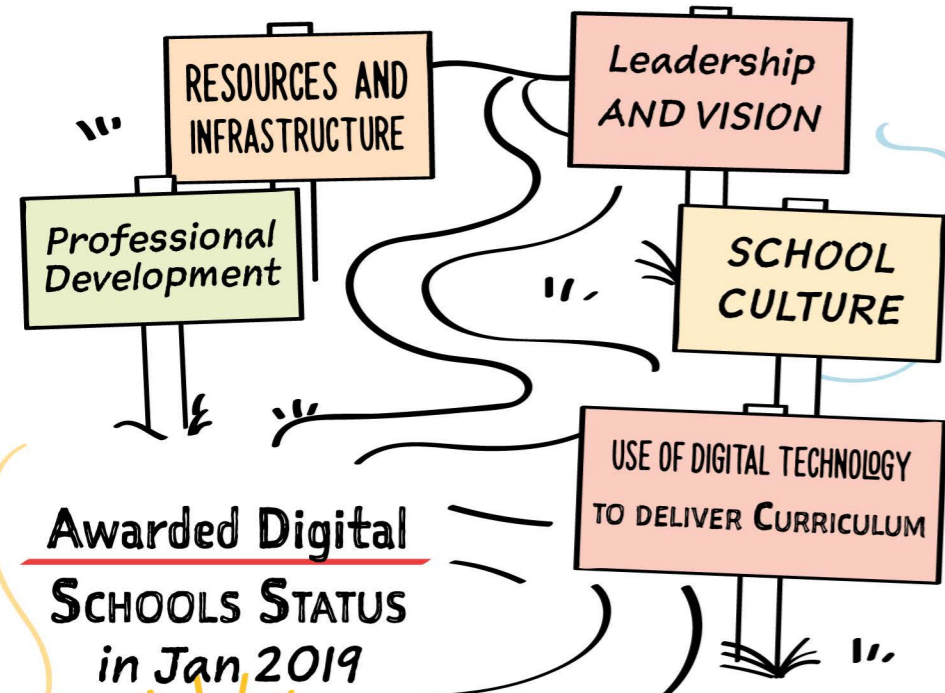 RESOURCES AND
INFRASTRUCTURE
Leadership
AND VISION
Professional
Development
SCHOOL
CULTURE
USE OF DIGITAL TECHNOLOGY
TO DELIVER CURRICULUM
Awarded Digital
SCHOOLS STATUS
in Jan 2019